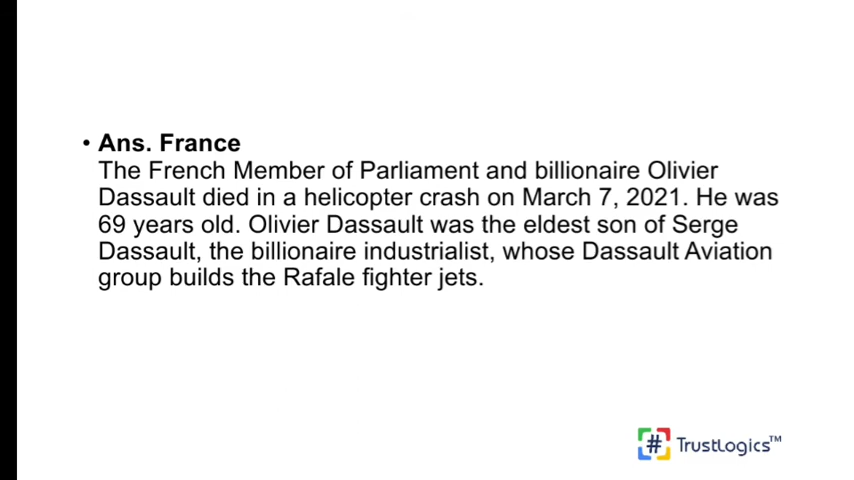 • Ans. France
The French Member of Parliament and billionaire Olivier
Dassault died in a helicopter crash on March 7, 2021. He was
69 years old. Olivier Dassault was the eldest son of Serge
Dassault, the billionaire industrialist, whose Dassault Aviation
group builds the Rafale fighter jets.
# TrustLogics™